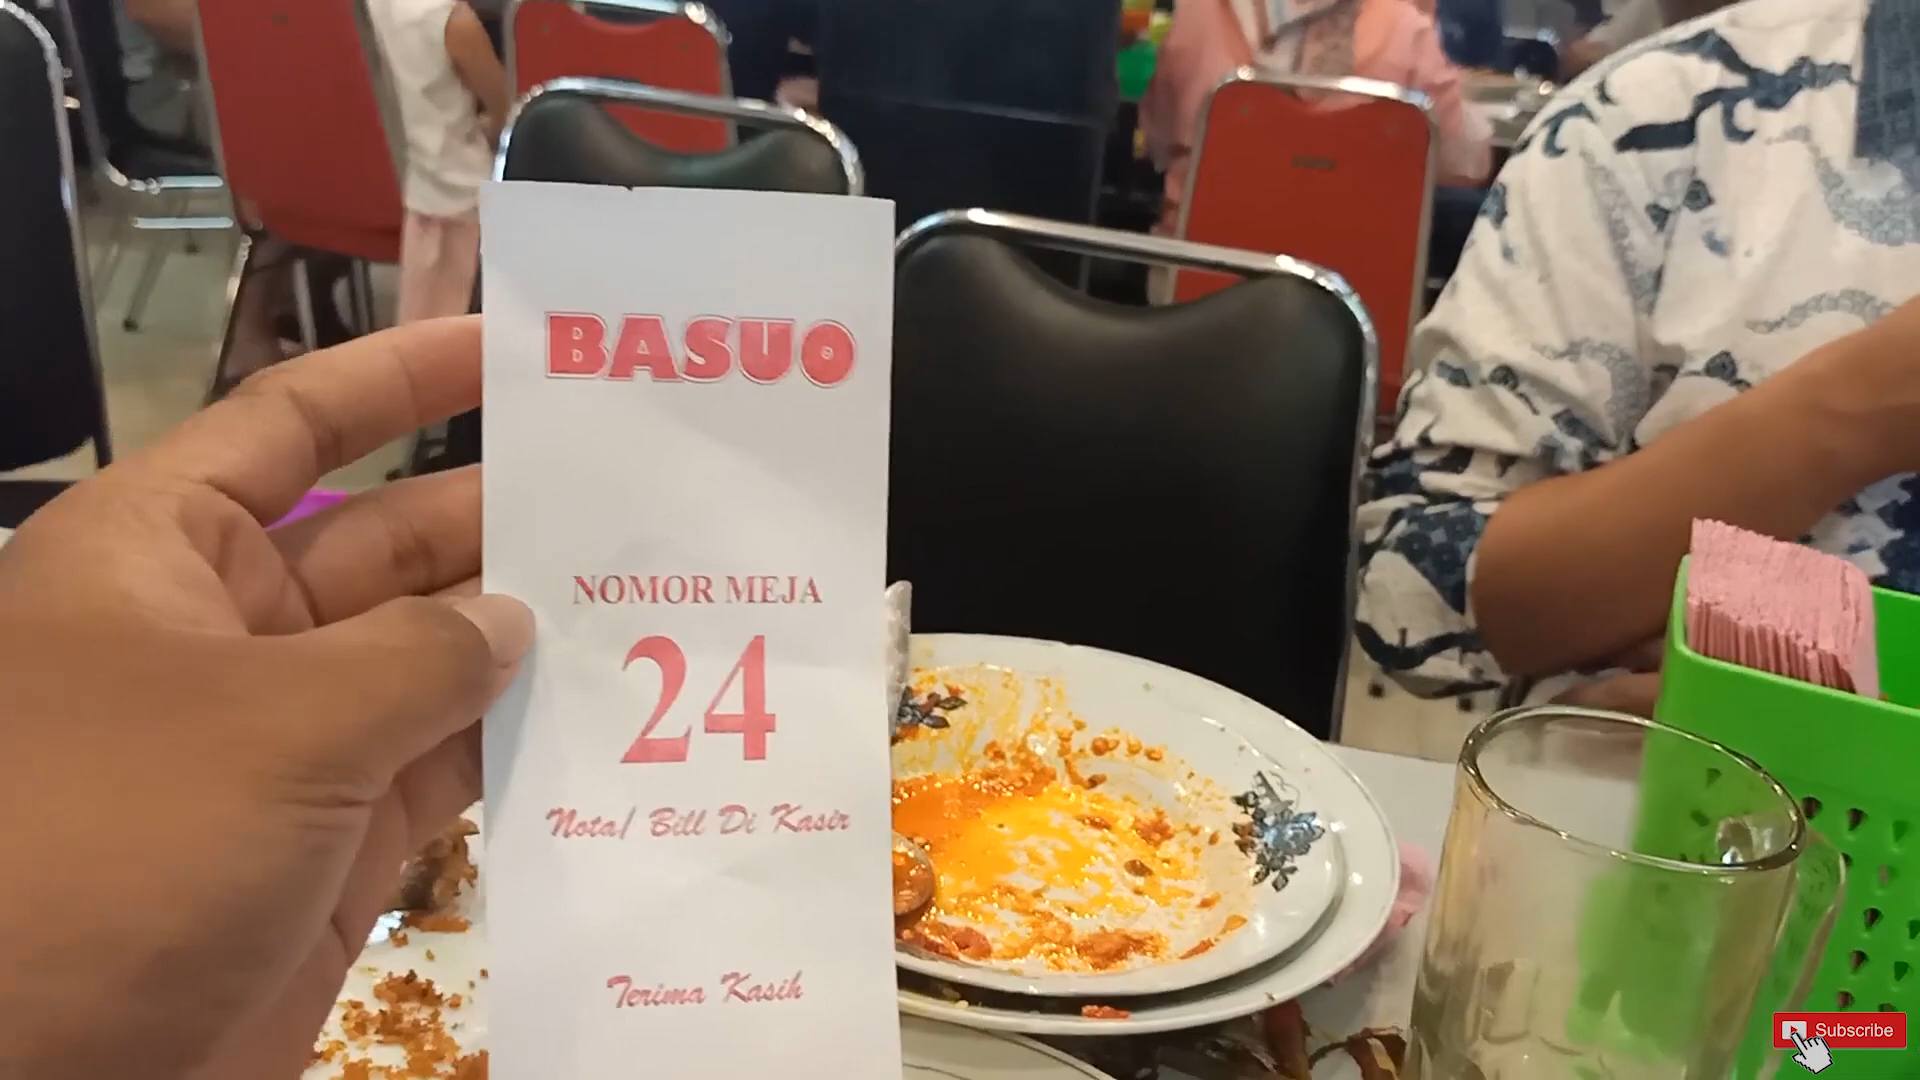 BASUO
NOMOR MEJA
24
Nota/ Bill Di Kasir
Terima Kasih
Subscribe